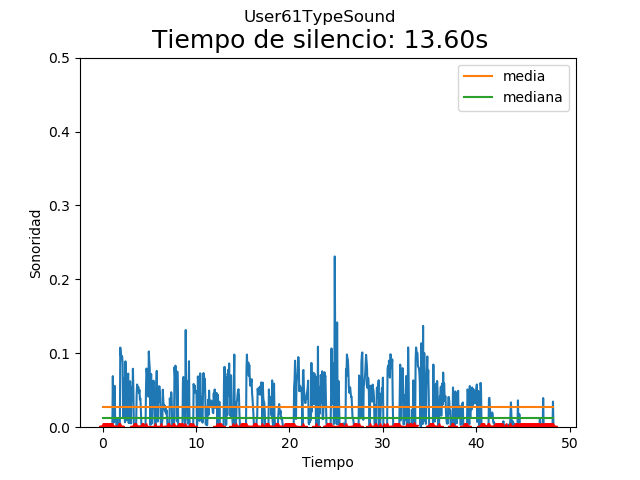 User61TypeSound
Tiempo de silencio: 13.60s
0.5
media
mediana
0.4
0.3
Sonoridad
0.2
0.1
0.0
0 10 20 30 40 50
Tiempo